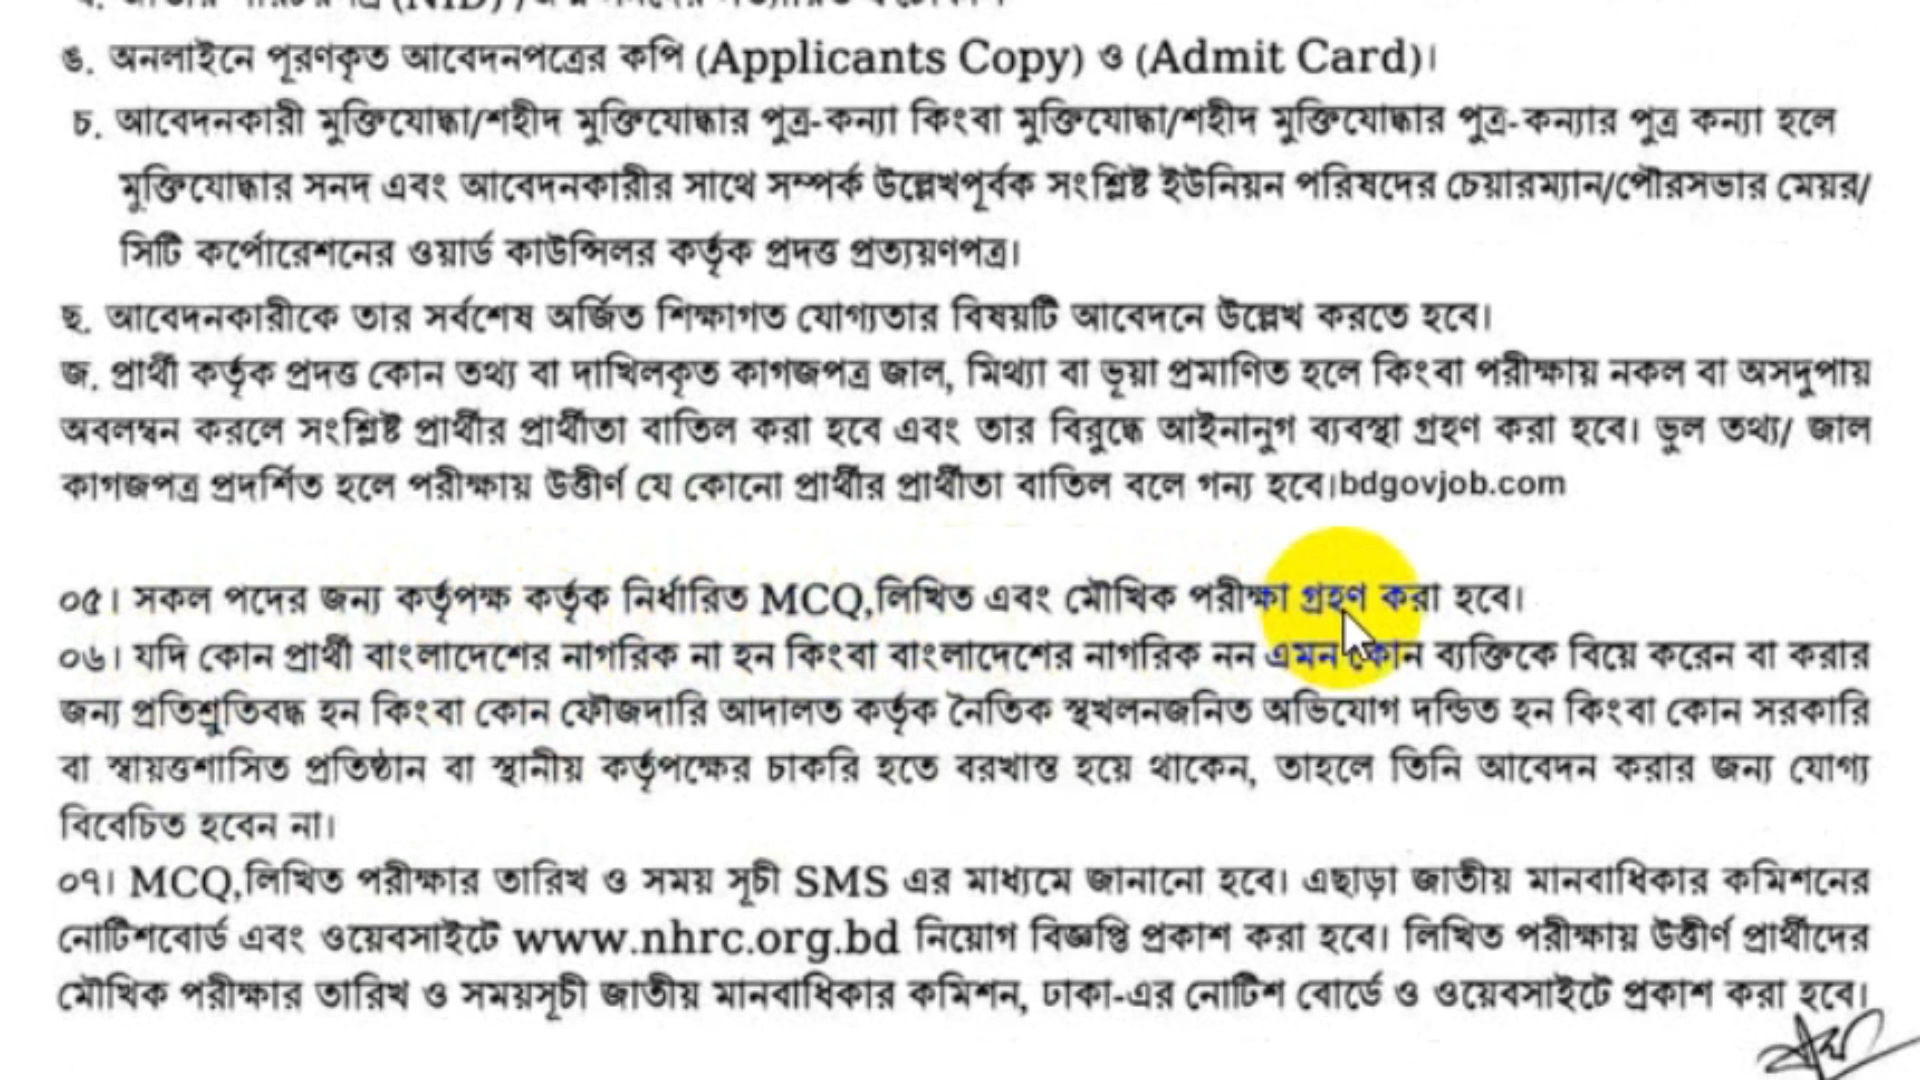 ঙ. অনলাইনে পূরণকৃত আবেদনপত্রের কপি (Applicants Copy) ও (Admit Card)।
চ. আবেদনকারী মুক্তিযোদ্ধা/শহীদ মুক্তিযোদ্ধার পুত্র-কন্যা কিংবা মুক্তিযোদ্ধা/শহীদ মুক্তিযোদ্ধার পুত্র-কন্যার পুত্র কন্যা হলে
মুক্তিযোদ্ধার সনদ এবং আবেদনকারীর সাথে সম্পর্ক উল্লেখপূর্বক সংশ্লিষ্ট ইউনিয়ন পরিষদের চেয়ারম্যান/পৌরসভার মেয়র/
সিটি কর্পোরেশনের ওয়ার্ড কাউন্সিলর কর্তৃক প্রদত্ত প্রত্যয়ণপত্র।
ছ. আবেদনকারীকে তার সর্বশেষ অর্জিত শিক্ষাগত যোগ্যতার বিষয়টি আবেদনে উল্লেখ করতে হবে।
জ. প্রার্থী কর্তৃক প্রদত্ত কোন তথ্য বা দাখিলকৃত কাগজপত্র জাল, মিথ্যা বা ভূয়া প্রমাণিত হলে কিংবা পরীক্ষায় নকল বা অসদুপায়
অবলম্বন করলে সংশ্লিষ্ট প্রার্থীর প্রার্থীতা বাতিল করা হবে এবং তার বিরুদ্ধে আইনানুগ ব্যবস্থা গ্রহণ করা হবে। ভুল তথ্য/ জাল
কাগজপত্র প্রদর্শিত হলে পরীক্ষায় উত্তীর্ণ যে কোনো প্রার্থীর প্রার্থীতা বাতিল বলে গন্য হবে।bdgovjob.com
০৫। সকল পদের জন্য কর্তৃপক্ষ কর্তৃক নির্ধারিত MCQ,লিখিত এবং মৌখিক পরীক্ষা গ্রহণ করা হবে।
০৬। যদি কোন প্রার্থী বাংলাদেশের নাগরিক না হন কিংবা বাংলাদেশের নাগরিক নন এমন কোন ব্যক্তিকে বিয়ে করেন বা করার
জন্য প্রতিশ্রুতিবদ্ধ হন কিংবা কোন ফৌজদারি আদালত কর্তৃক নৈতিক স্থখলনজনিত অভিযোগ দন্ডিত হন কিংবা কোন সরকারি
বা স্বায়ত্তশাসিত প্রতিষ্ঠান বা স্থানীয় কর্তৃপক্ষের চাকরি হতে বরখাস্ত হয়ে থাকেন, তাহলে তিনি আবেদন করার জন্য যোগ্য
বিবেচিত হবেন না।
০৭। MCQ,লিখিত পরীক্ষার তারিখ ও সময় সূচী SMS এর মাধ্যমে জানানো হবে। এছাড়া জাতীয় মানবাধিকার কমিশনের
নোটিশবোর্ড এবং ওয়েবসাইটে www.nhrc.org.bd নিয়োগ বিজ্ঞপ্তি প্রকাশ করা হবে। লিখিত পরীক্ষায় উত্তীর্ণ প্রার্থীদের
মৌখিক পরীক্ষার তারিখ ও সময়সূচী জাতীয় মানবাধিকার কমিশন, ঢাকা-এর নোটিশ বোর্ডে ও ওয়েবসাইটে প্রকাশ করা হবে।